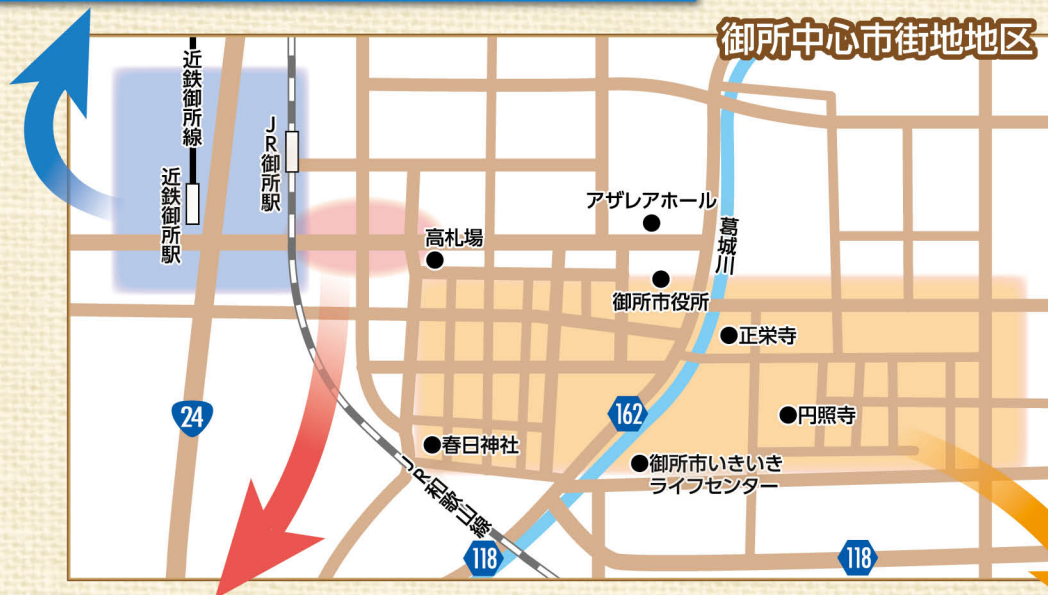 御所中心市街地地区
近鉄御所線
JR御所駅
近鉄御所駅
アザレアホール
高札場
葛城川
御所市役所
正栄寺
24
162
円照寺
春日神社
御所市いきいき
ライフセンター
JR和歌山線
118
118